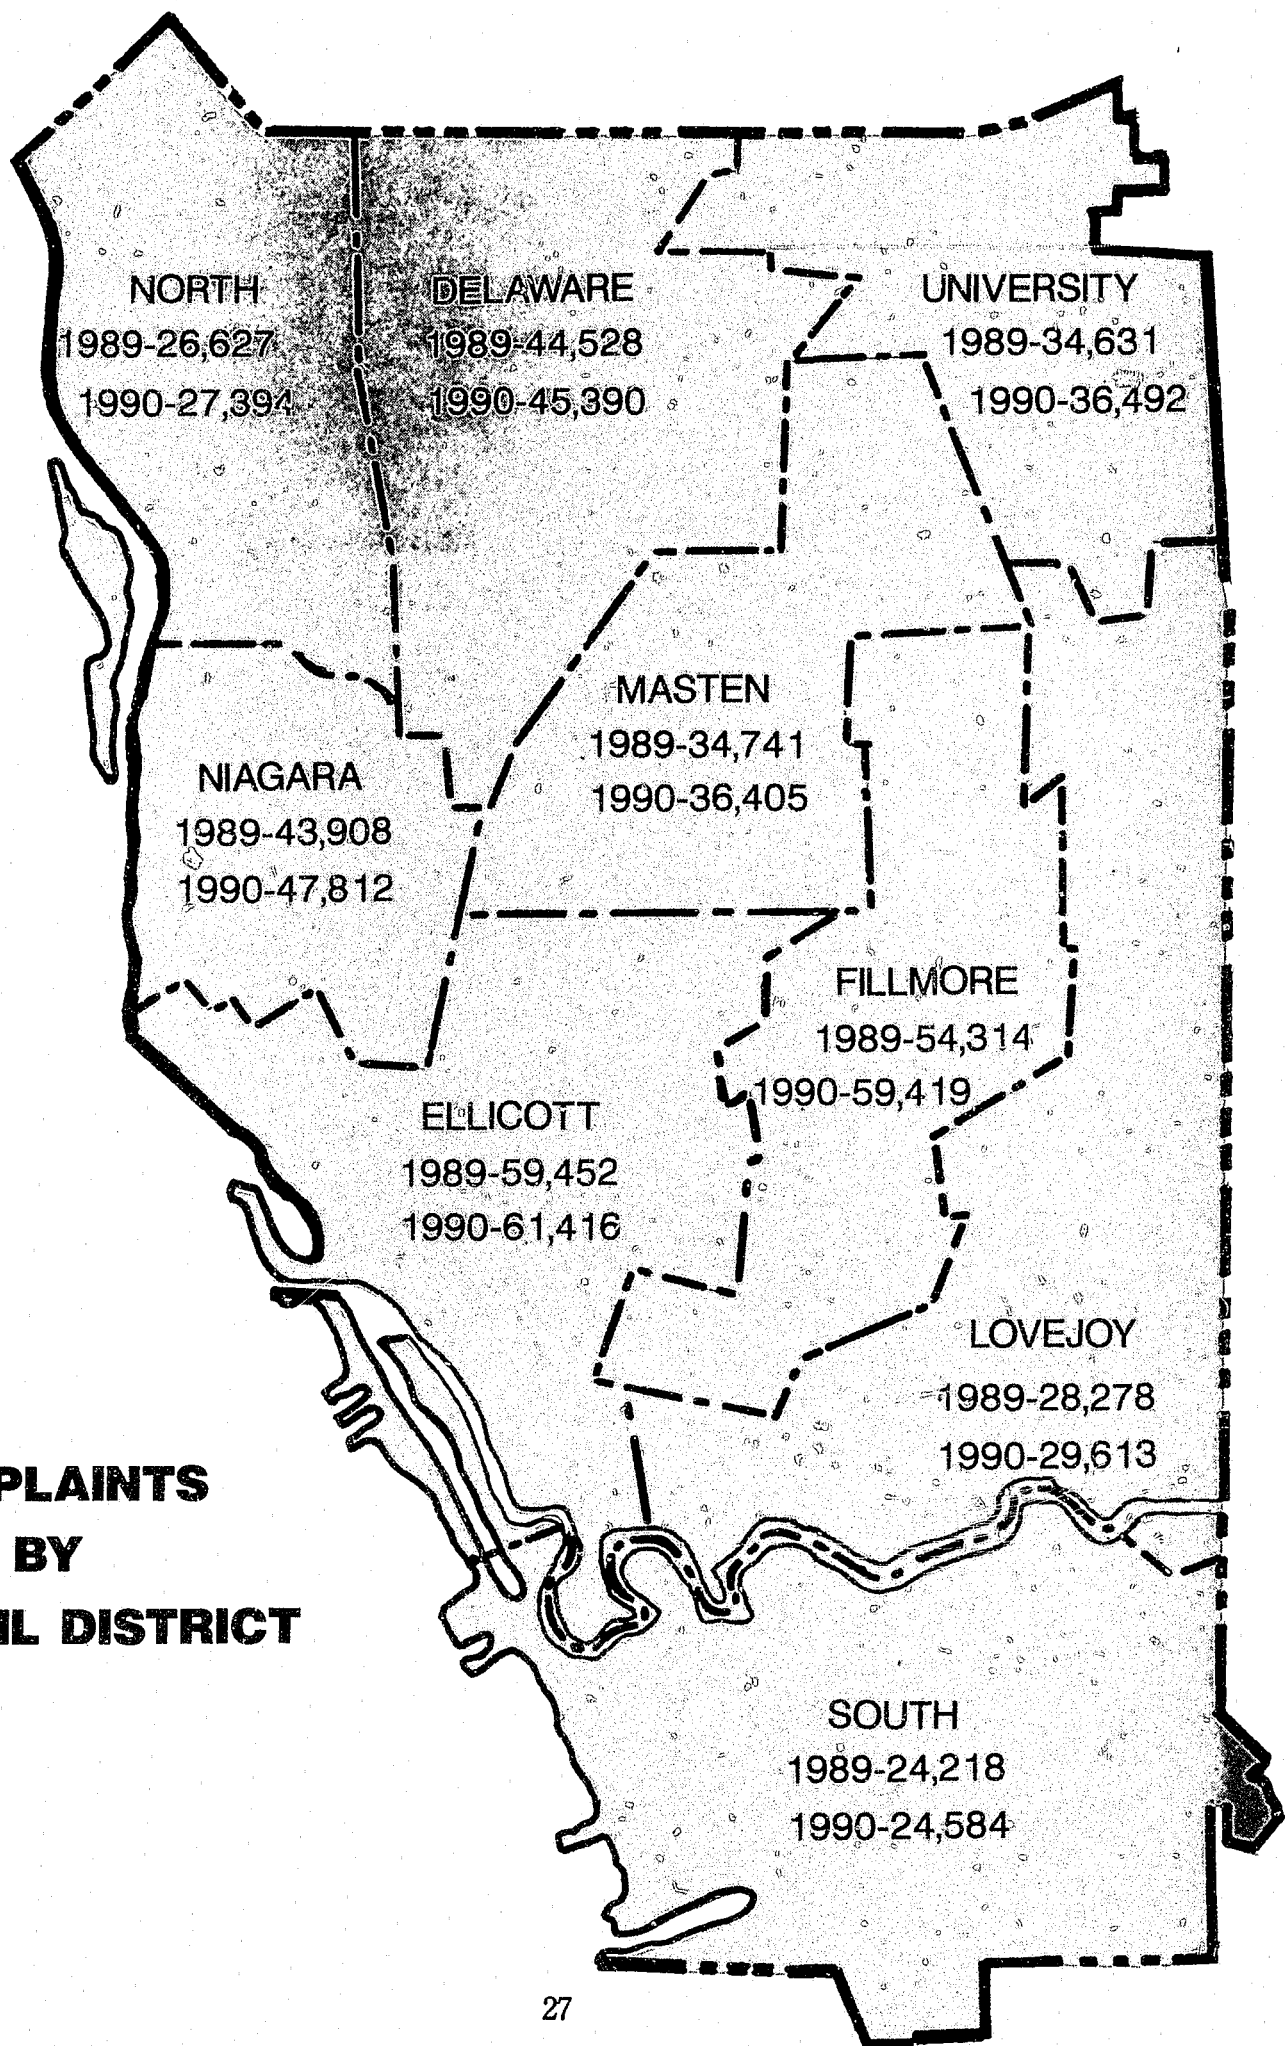 NORTH
1989-26,627
1990-27,394
DELAWARE
1989-44,528
1990-45,390
UNIVERSITY
1989-34,631
1990-36,492
MASTEN
1989-34,741
1990-36,405
NIAGARA
1989-43,908
1990-47,812
FILLMORE
1989-54,314
1990-59,419
ELLICOTT
1989-59,452
1990-61,416
LOVEJOY
1989-28,278
1990-29,613
PLAINTS
BY
IL DISTRICT
SOUTH
1989-24,218
1990-24,584
27